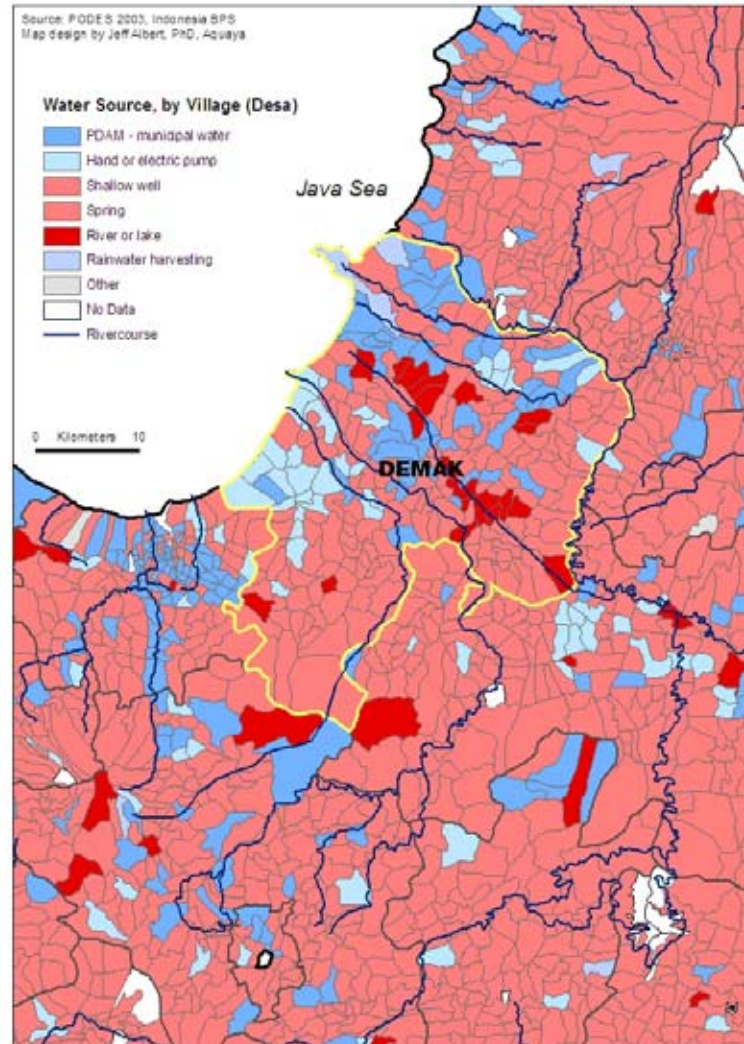 Source: PODES 2003, Indonesia BPS
Map design by Jeff Albert, PhD, Aquaya
Water Source, by Village (Desa)
PDAM - municipal water
Hand or electric pump
Shallow well
Spring
River or lake
Rainwater harvesting
Other
No Data
Rivercourse
Java Sea
0 Kilometers 10
DEMAK